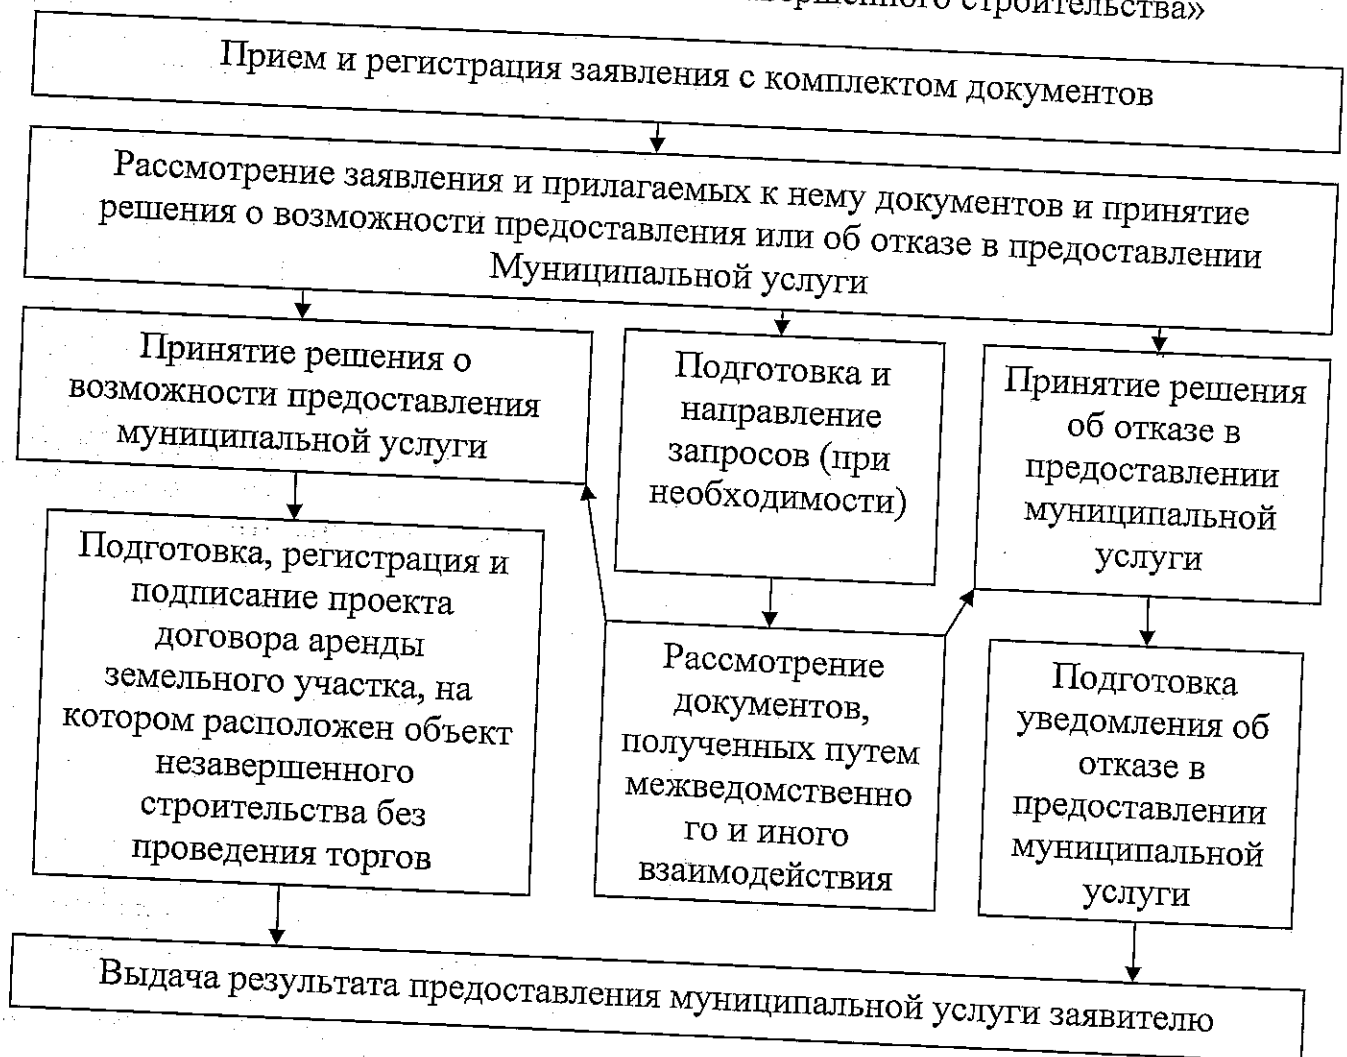 строительства»
Прием и регистрация заявления с комплектом документов
Рассмотрение заявления и прилагаемых к нему документов и принятие
решения о возможности предоставления или об отказе в предоставлении
Муниципальной услуги
Принятие решения о
возможности предоставления
муниципальной услуги
Подготовка и
направление
запросов (при
необходимости)
Принятие решения
об отказе в
предоставлении
муниципальной
услуги
Подготовка, регистрация и
подписание проекта
договора аренды
земельного участка, на
котором расположен объект
незавершенного
строительства без
проведения торгов
Рассмотрение
документов,
полученных путем
межведомственно
го и иного
взаимодействия
Подготовка
уведомления об
отказе в
предоставлении
муниципальной
услуги
Выдача результата предоставления муниципальной услуги заявителю